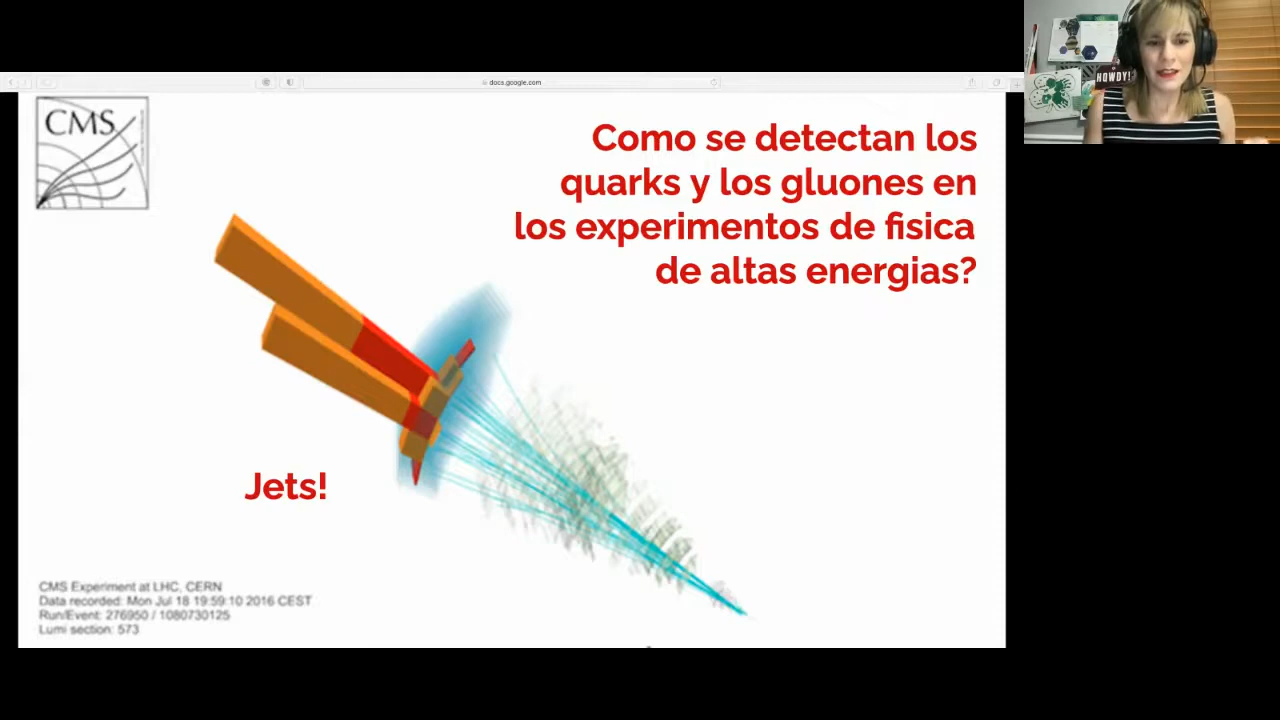 docs.google.com
HOWDY!
CMS
Como se detectan los
quarks y los gluones en
los experimentos de fisica
de altas energias?
Jets!
CMS Experiment at LHC, CERN
Data recorded: Mon Jul 18 19:59:10 2016 CEST
Run/Event: 276950 / 1080730125
Lumi section: 573